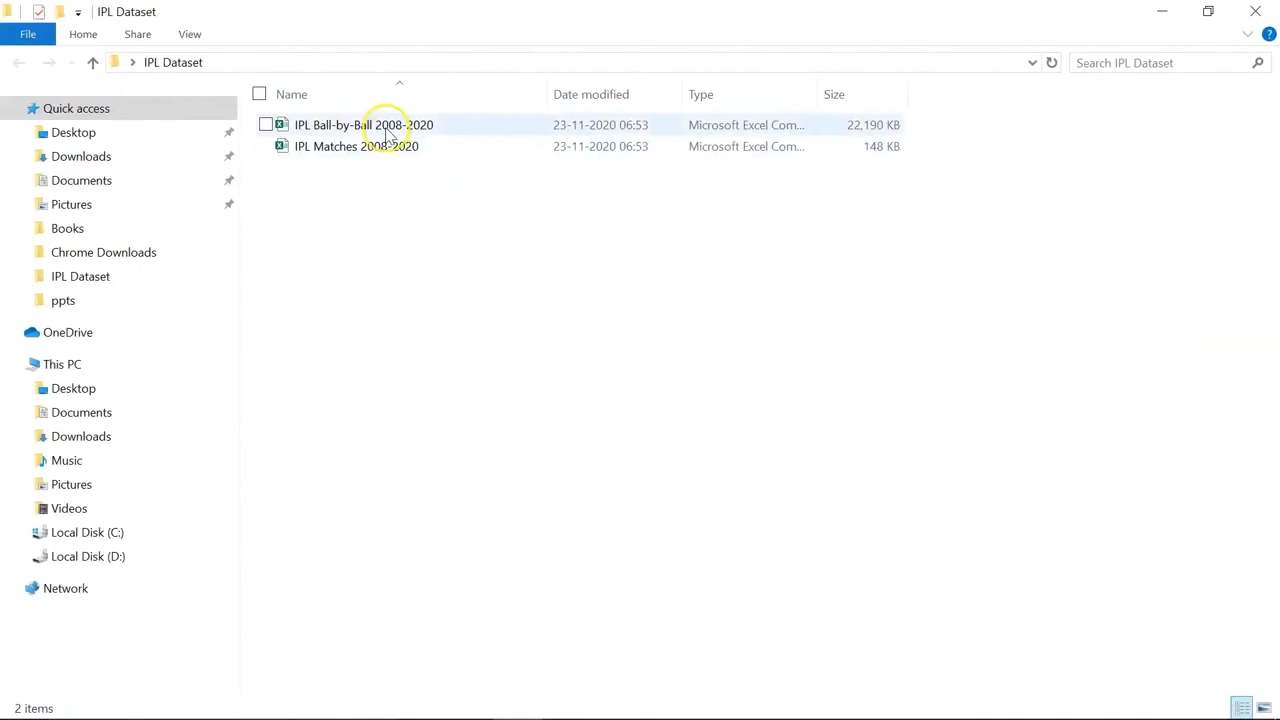 IPL Dataset
File Home Share View
IPL Dataset Search IPL Dataset
Name Date modified Type Size
Quick access
Desktop
Downloads
Documents
Pictures
Books
Chrome Downloads
IPL Dataset
ppts
OneDrive
This PC
Desktop
Documents
Downloads
Music
Pictures
Videos
Local Disk (C:)
Local Disk (D:)
Network
IPL Ball-by-Ball 2008-2020 23-11-2020 06:53 Microsoft Excel Com... 22,190 KB
IPL Matches 2008-2020 23-11-2020 06:53 Microsoft Excel Com... 148 KB
2 items